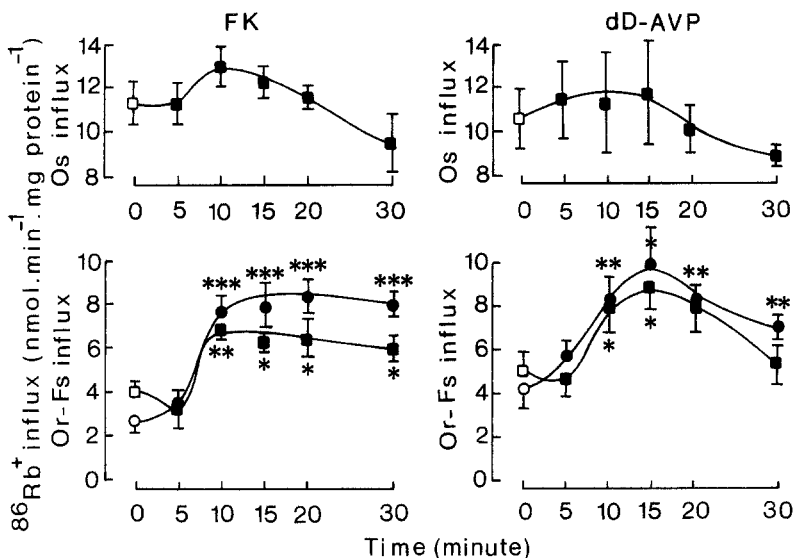 FK
dD-AVP
⁸⁶Rb⁺ influx (nmol.min⁻¹.mg protein⁻¹)
Os influx
14
12
10
8
0 5 10 15 20 30
Os influx
14
12
10
8
0 5 10 15 20 30
Or-Fs influx
10
8
6
4
2
0
*** *** *** ***
** * * *
0 5 10 15 20 30
Or-Fs influx
10
8
6
4
2
0
** * ** **
* *
0 5 10 15 20 30
Time (minute)